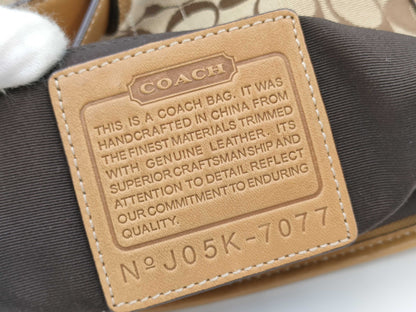 COACH
THIS IS A COACH BAG. IT WAS
HANDCRAFTED IN CHINA FROM
THE FINEST MATERIALS TRIMMED
WITH GENUINE LEATHER. ITS
SUPERIOR CRAFTSMANSHIP AND
ATTENTION TO DETAIL REFLECT
OUR COMMITMENT TO ENDURING
QUALITY.
Nº J05K-7077